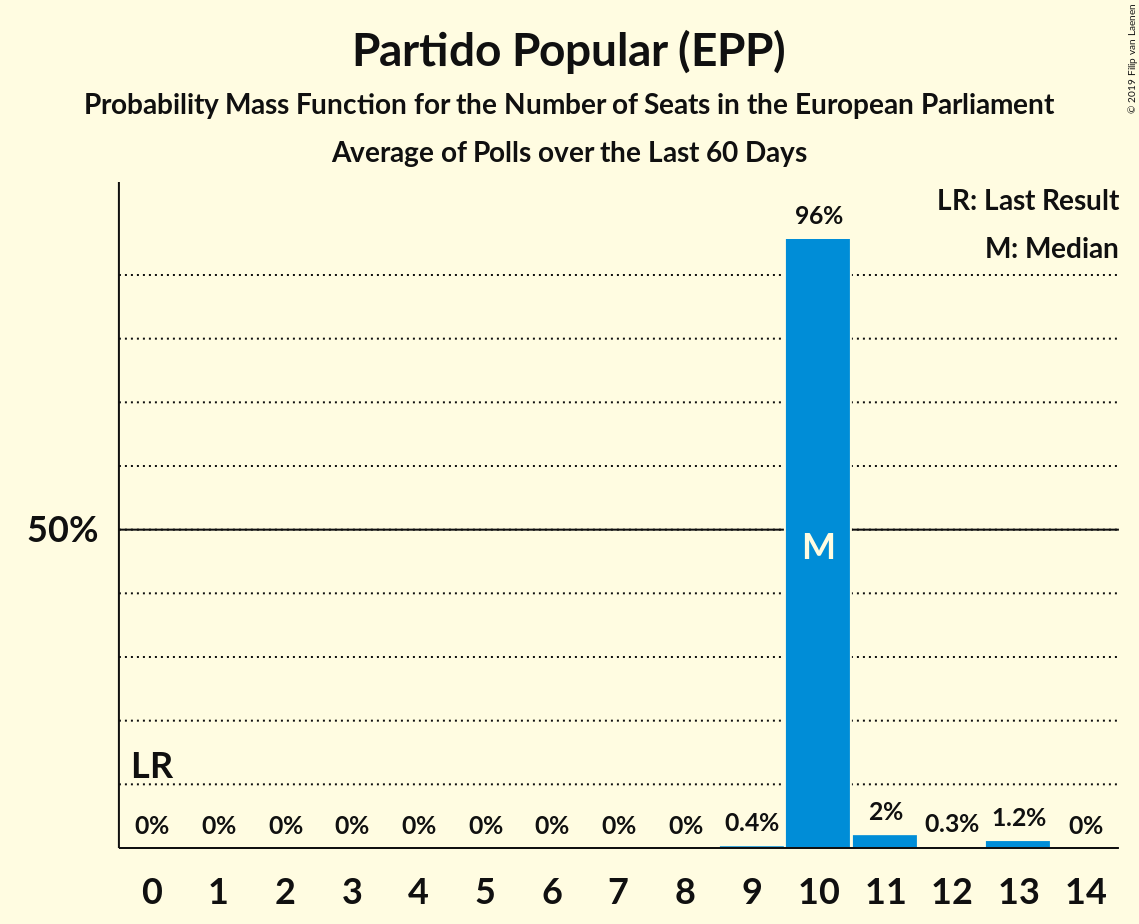 Partido Popular (EPP)
Probability Mass Function for the Number of Seats in the European Parliament
Average of Polls over the Last 60 Days
© 2019 Filip van Laenen
LR: Last Result
M: Median
96%
50%
M
LR
0% 0% 0% 0% 0% 0% 0% 0% 0% 0.4% 2% 0.3% 1.2% 0%
0 1 2 3 4 5 6 7 8 9 10 11 12 13 14